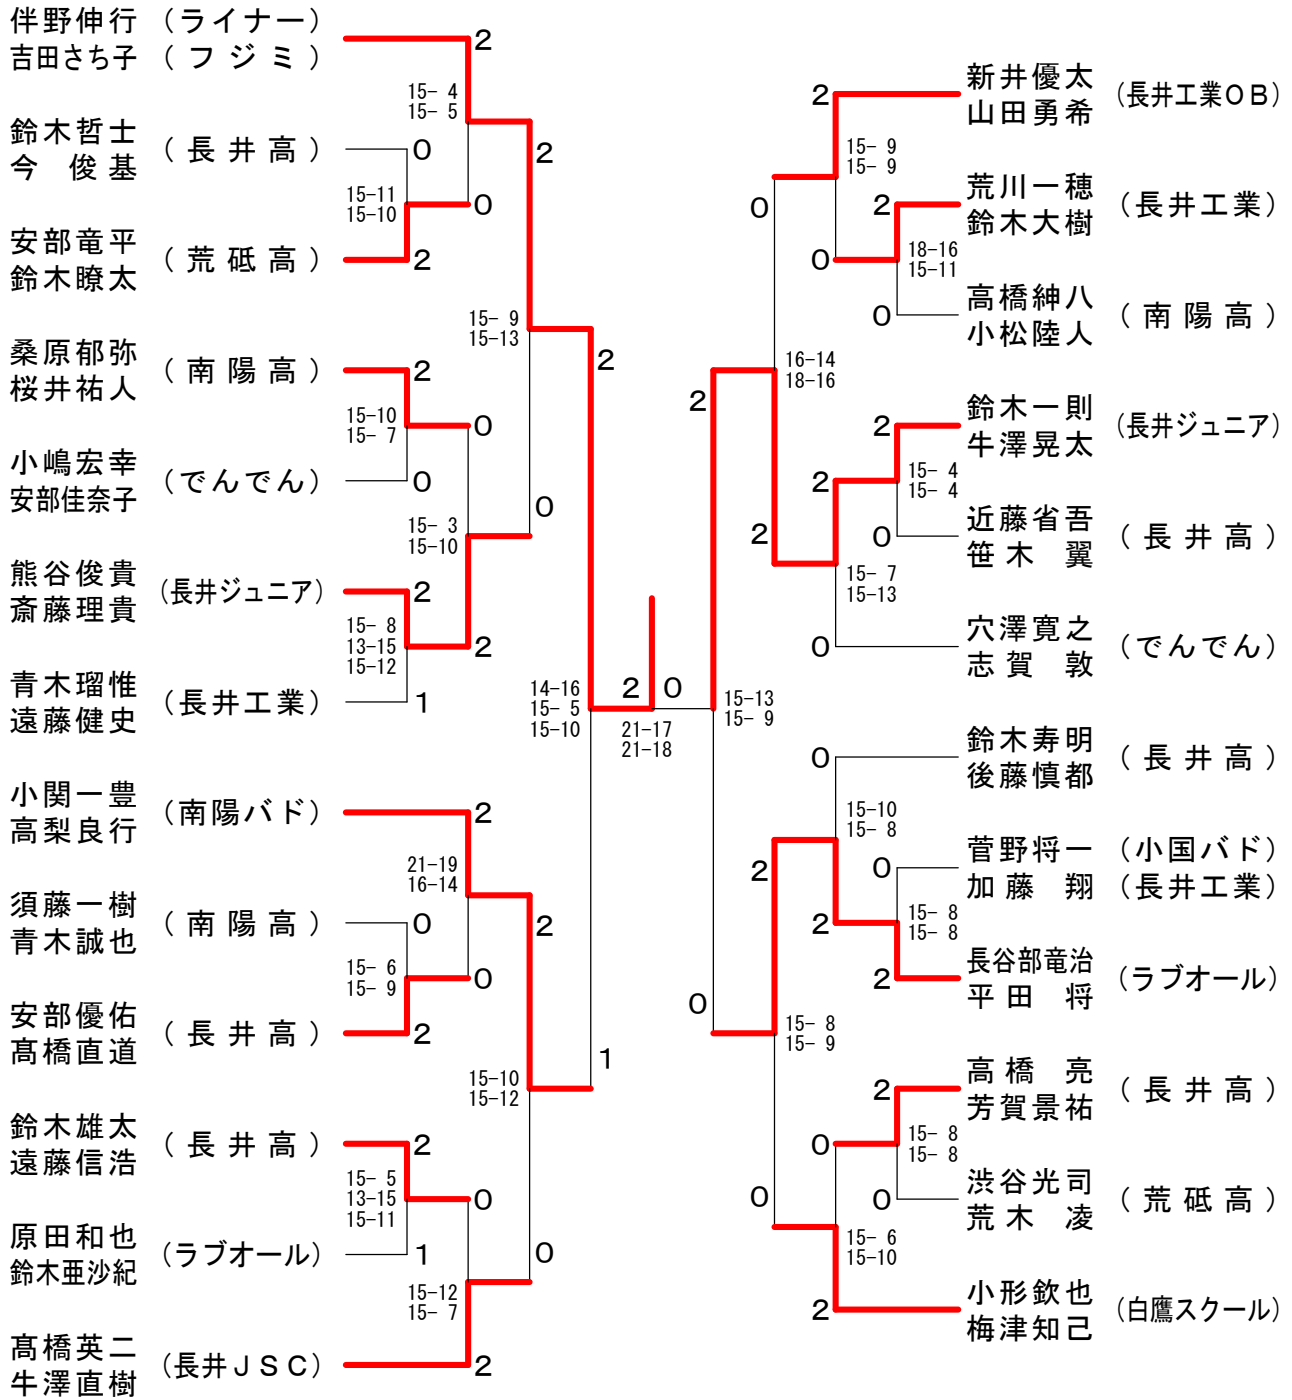 伴野伸行 （ライナー）
吉田さち子 （フジミ）
2
15- 4
15- 5
鈴木哲士
今 俊基
（長井高）
0
2
15-11
15-10
0
安部竜平
鈴木瞭太
（荒砥高）
2
15- 9
15-13
2
桑原郁弥
桜井祐人
（南陽高）
2
15-10
15- 7
0
小嶋宏幸
安部佳奈子
（でんでん）
0
0
15- 3
15-10
熊谷俊貴
斎藤理貴
（長井ジュニア）
2
15- 8
13-15
15-12
2
青木瑠惟
遠藤健史
（長井工業）
1
14-16
15- 5
15-10
2
0
21-17
21-18
小関一豊
高梨良行
（南陽バド）
2
21-19
16-14
須藤一樹
青木誠也
（南陽高）
0
2
15- 6
15- 9
0
安部優佑
髙橋直道
（長井高）
2
1
15-10
15-12
鈴木雄太
遠藤信浩
（長井高）
2
15- 5
13-15
15-11
0
原田和也
鈴木亜沙紀
（ラブオール）
1
0
15-12
15- 7
髙橋英二
牛澤直樹
（長井ＪＳＣ）
2
新井優太
山田勇希
（長井工業ＯＢ）
2
15- 9
15- 9
荒川一穂
鈴木大樹
（長井工業）
2
0
0
18-16
15-11
高橋紳八
小松陸人
（南陽高）
0
16-14
18-16
2
鈴木一則
牛澤晃太
（長井ジュニア）
2
15- 4
15- 4
2
近藤省吾
笹木 翼
（長井高）
0
2
15- 7
15-13
穴澤寛之
志賀 敦
（でんでん）
0
15-13
15- 9
鈴木寿明
後藤慎都
（長井高）
0
15-10
15- 8
菅野将一 （小国バド）
加藤 翔 （長井工業）
0
2
15- 8
15- 8
2
長谷部竜治
平田 将
（ラブオール）
2
0
15- 8
15- 9
高橋 亮
芳賀景祐
（長井高）
2
15- 8
15- 8
0
渋谷光司
荒木 凌
（荒砥高）
0
0
15- 6
15-10
小形欽也
梅津知己
（白鷹スクール）
2